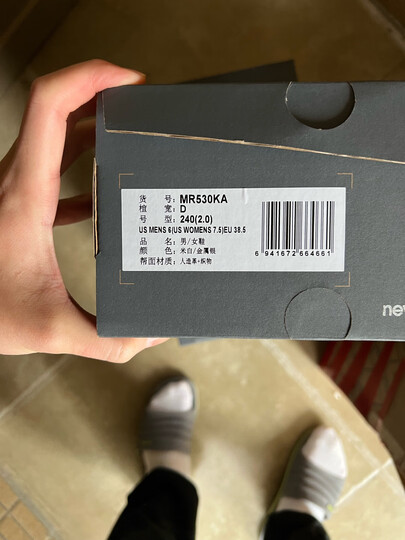 货 号: MR530KA
楦 宽: D
号 型: 240(2.0)
US MENS 6(US WOMENS 7.5)EU 38.5
品 名: 男/女鞋
颜 色: 米白/金属银
帮面材质: 人造革+织物
6 941672 664661
new